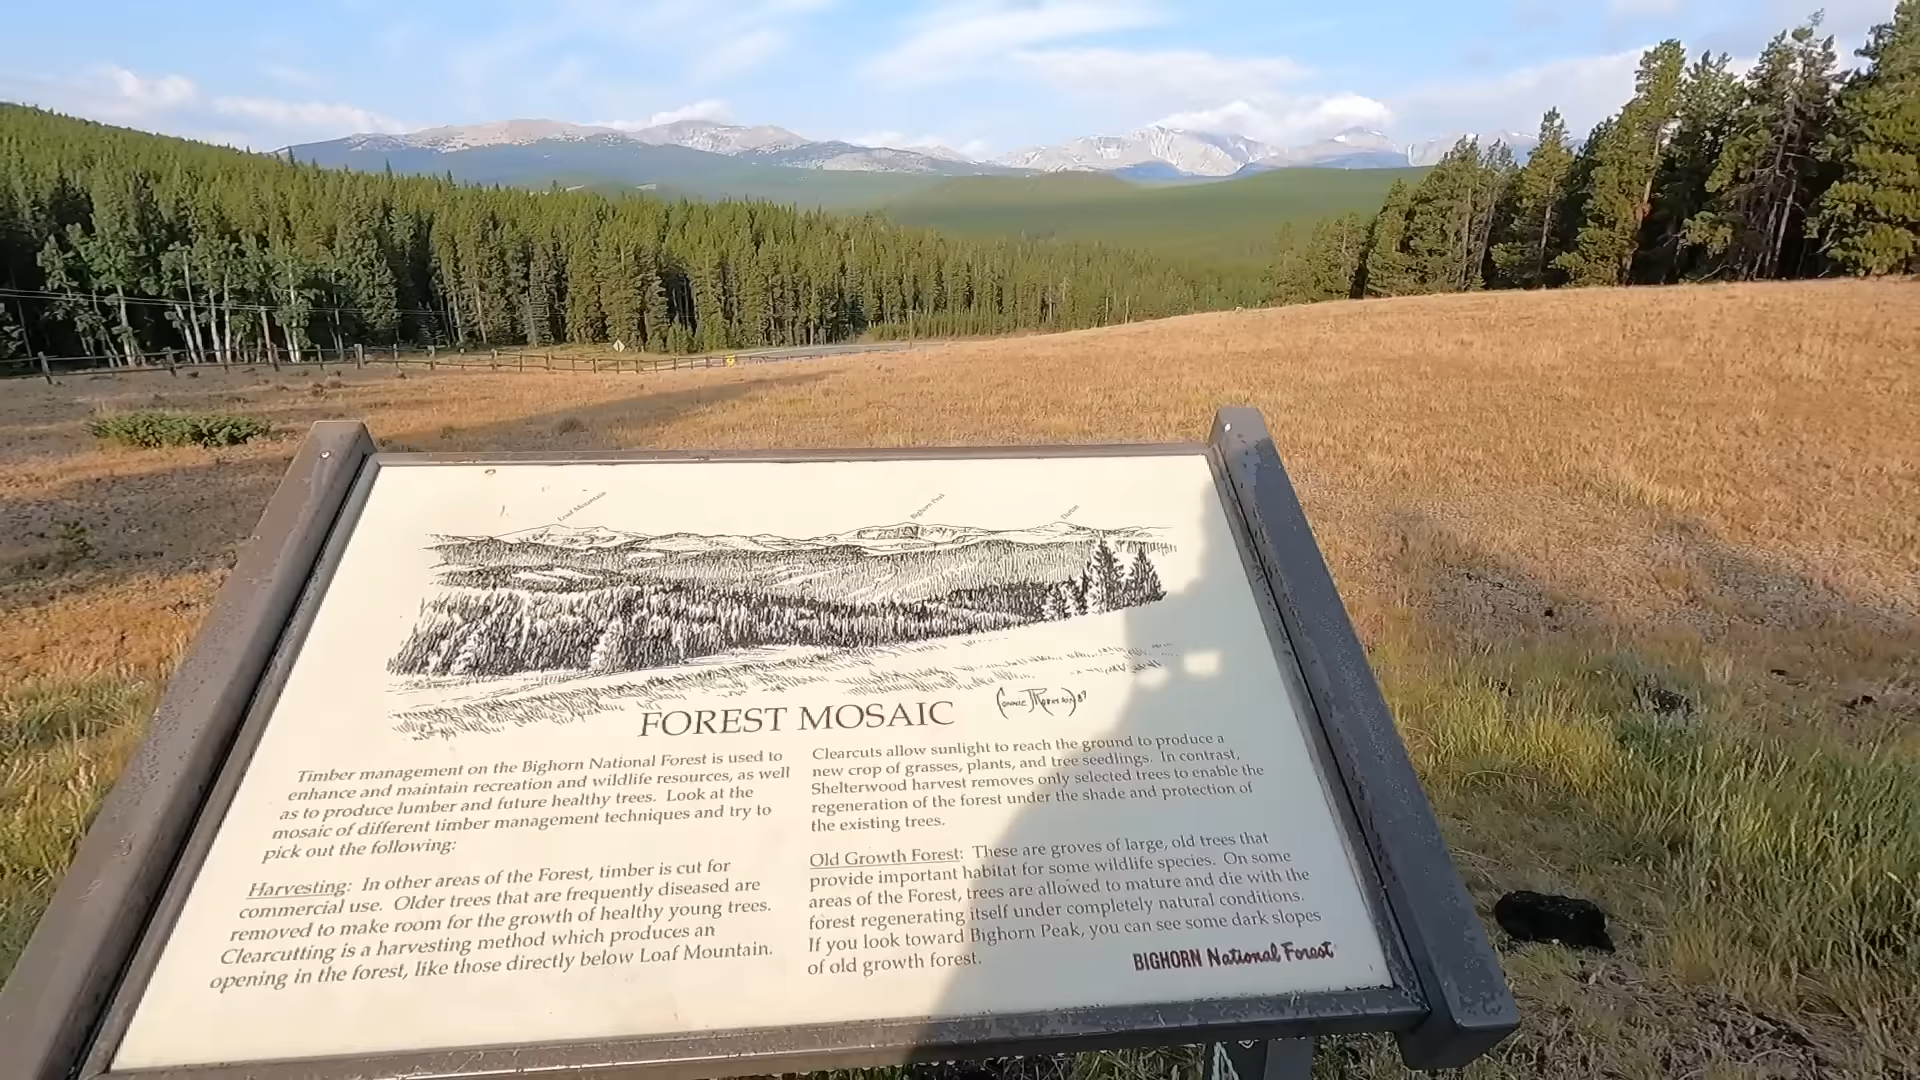 Loaf Mountain
Bighorn Peak
Darton
FOREST MOSAIC
Timber management on the Bighorn National Forest is used to
enhance and maintain recreation and wildlife resources, as well
as to produce lumber and future healthy trees. Look at the
mosaic of different timber management techniques and try to
pick out the following:
Harvesting: In other areas of the Forest, timber is cut for
commercial use. Older trees that are frequently diseased are
removed to make room for the growth of healthy young trees.
Clearcutting is a harvesting method which produces an
opening in the forest, like those directly below Loaf Mountain.
Clearcuts allow sunlight to reach the ground to produce a
new crop of grasses, plants, and tree seedlings. In contrast,
Shelterwood harvest removes only selected trees to enable the
regeneration of the forest under the shade and protection of
the existing trees.
Old Growth Forest: These are groves of large, old trees that
provide important habitat for some wildlife species. On some
areas of the Forest, trees are allowed to mature and die with the
forest regenerating itself under completely natural conditions.
If you look toward Bighorn Peak, you can see some dark slopes
of old growth forest.
BIGHORN National Forest